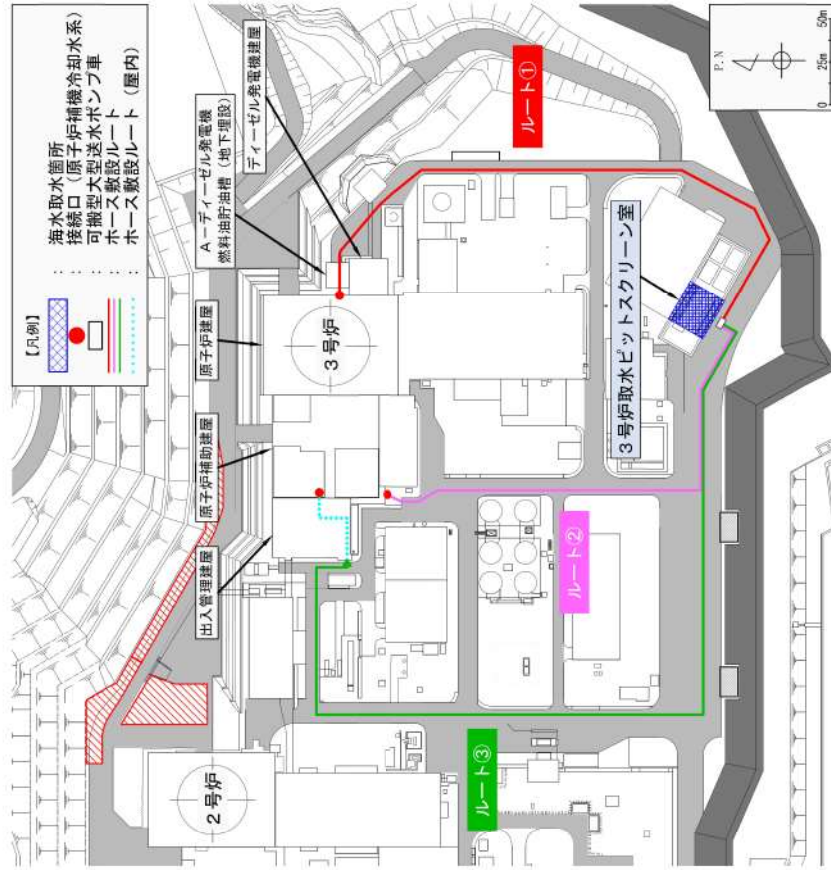 【凡例】
： 海水取水箇所
： 接続口（原子炉補機冷却水系）
： 可搬型大型送水ポンプ車
： ホース敷設ルート
： ホース敷設ルート（屋内）
A－ディーゼル発電機
燃料油貯油槽（地下埋設）
ディーゼル発電機建屋
原子炉建屋
原子炉補助建屋
出入管理建屋
3号炉
2号炉
ルート①
ルート②
ルート③
3号炉取水ピットスクリーン室
P.N
0 25m 50m